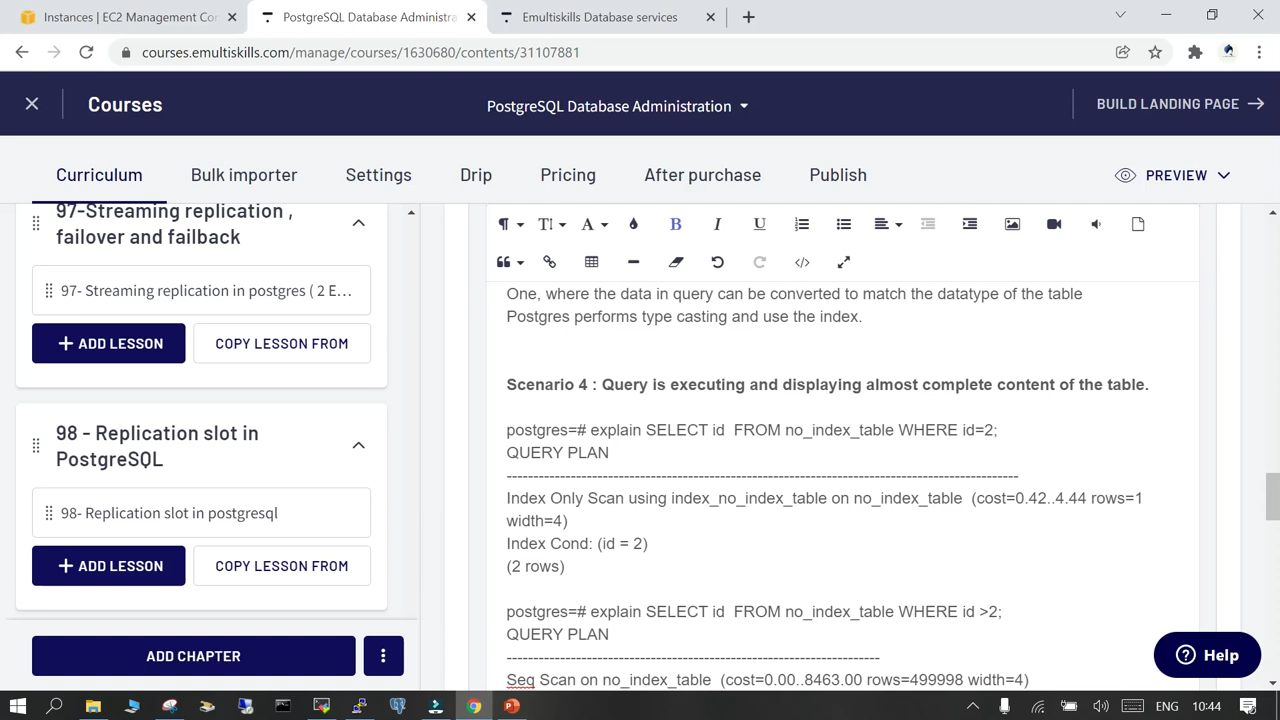 Instances | EC2 Management Con
PostgreSQL Database Administra
Emultiskills Database services
courses.emultiskills.com/manage/courses/1630680/contents/31107881
Courses
PostgreSQL Database Administration
BUILD LANDING PAGE
Curriculum
Bulk importer
Settings
Drip
Pricing
After purchase
Publish
PREVIEW
97-Streaming replication ,
failover and failback
97- Streaming replication in postgres ( 2 E...
ADD LESSON
COPY LESSON FROM
98 - Replication slot in
PostgreSQL
98- Replication slot in postgresql
ADD LESSON
COPY LESSON FROM
ADD CHAPTER
One, where the data in query can be converted to match the datatype of the table
Postgres performs type casting and use the index.
Scenario 4 : Query is executing and displaying almost complete content of the table.
postgres=# explain SELECT id  FROM no_index_table WHERE id=2;
QUERY PLAN
---------------------------------------------------------------------------------------------
Index Only Scan using index_no_index_table on no_index_table  (cost=0.42..4.44 rows=1
width=4)
Index Cond: (id = 2)
(2 rows)
postgres=# explain SELECT id  FROM no_index_table WHERE id >2;
QUERY PLAN
--------------------------------------------------------------------
Seq Scan on no_index_table  (cost=0.00..8463.00 rows=499998 width=4)
Help
ENG
10:44